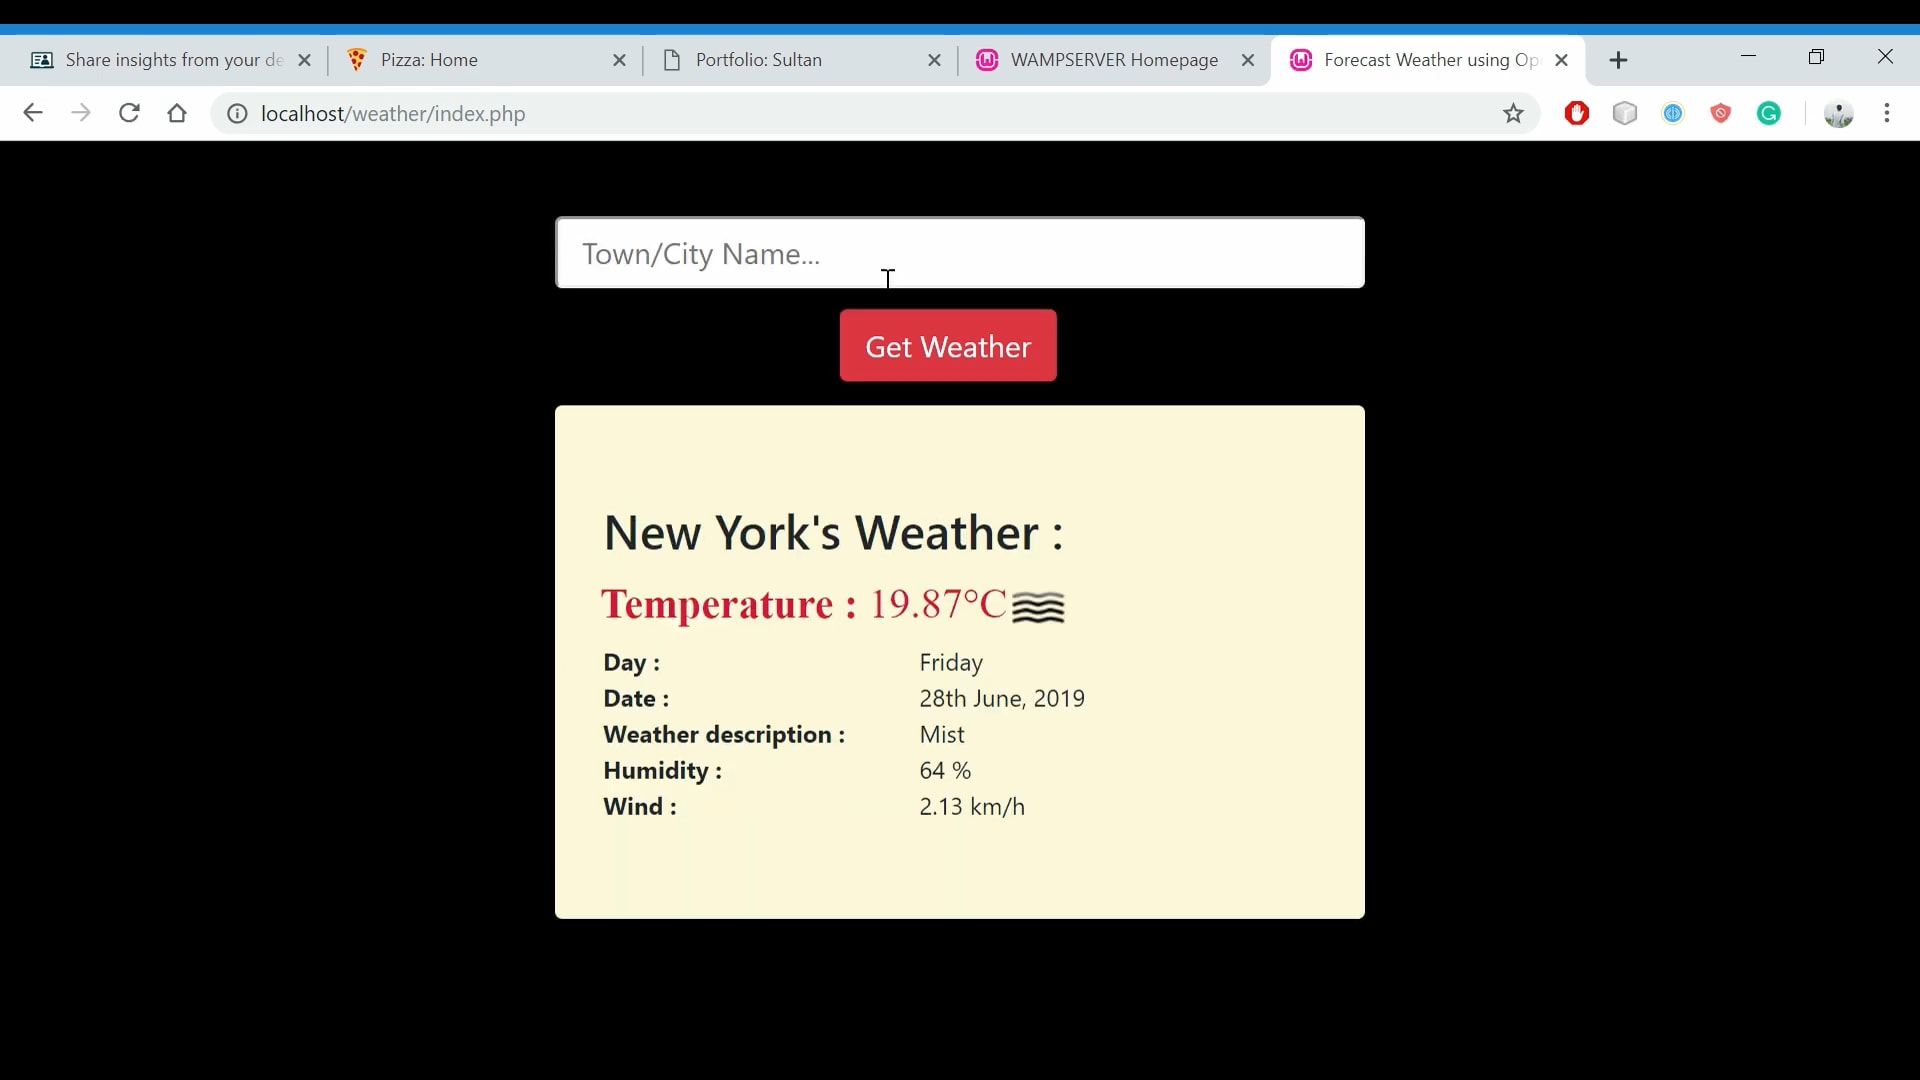 Share insights from your de
Pizza: Home
Portfolio: Sultan
WAMPSERVER Homepage
Forecast Weather using Op
localhost/weather/index.php
Town/City Name...
Get Weather
New York's Weather :
Temperature : 19.87°C
Day : Friday
Date : 28th June, 2019
Weather description : Mist
Humidity : 64 %
Wind : 2.13 km/h